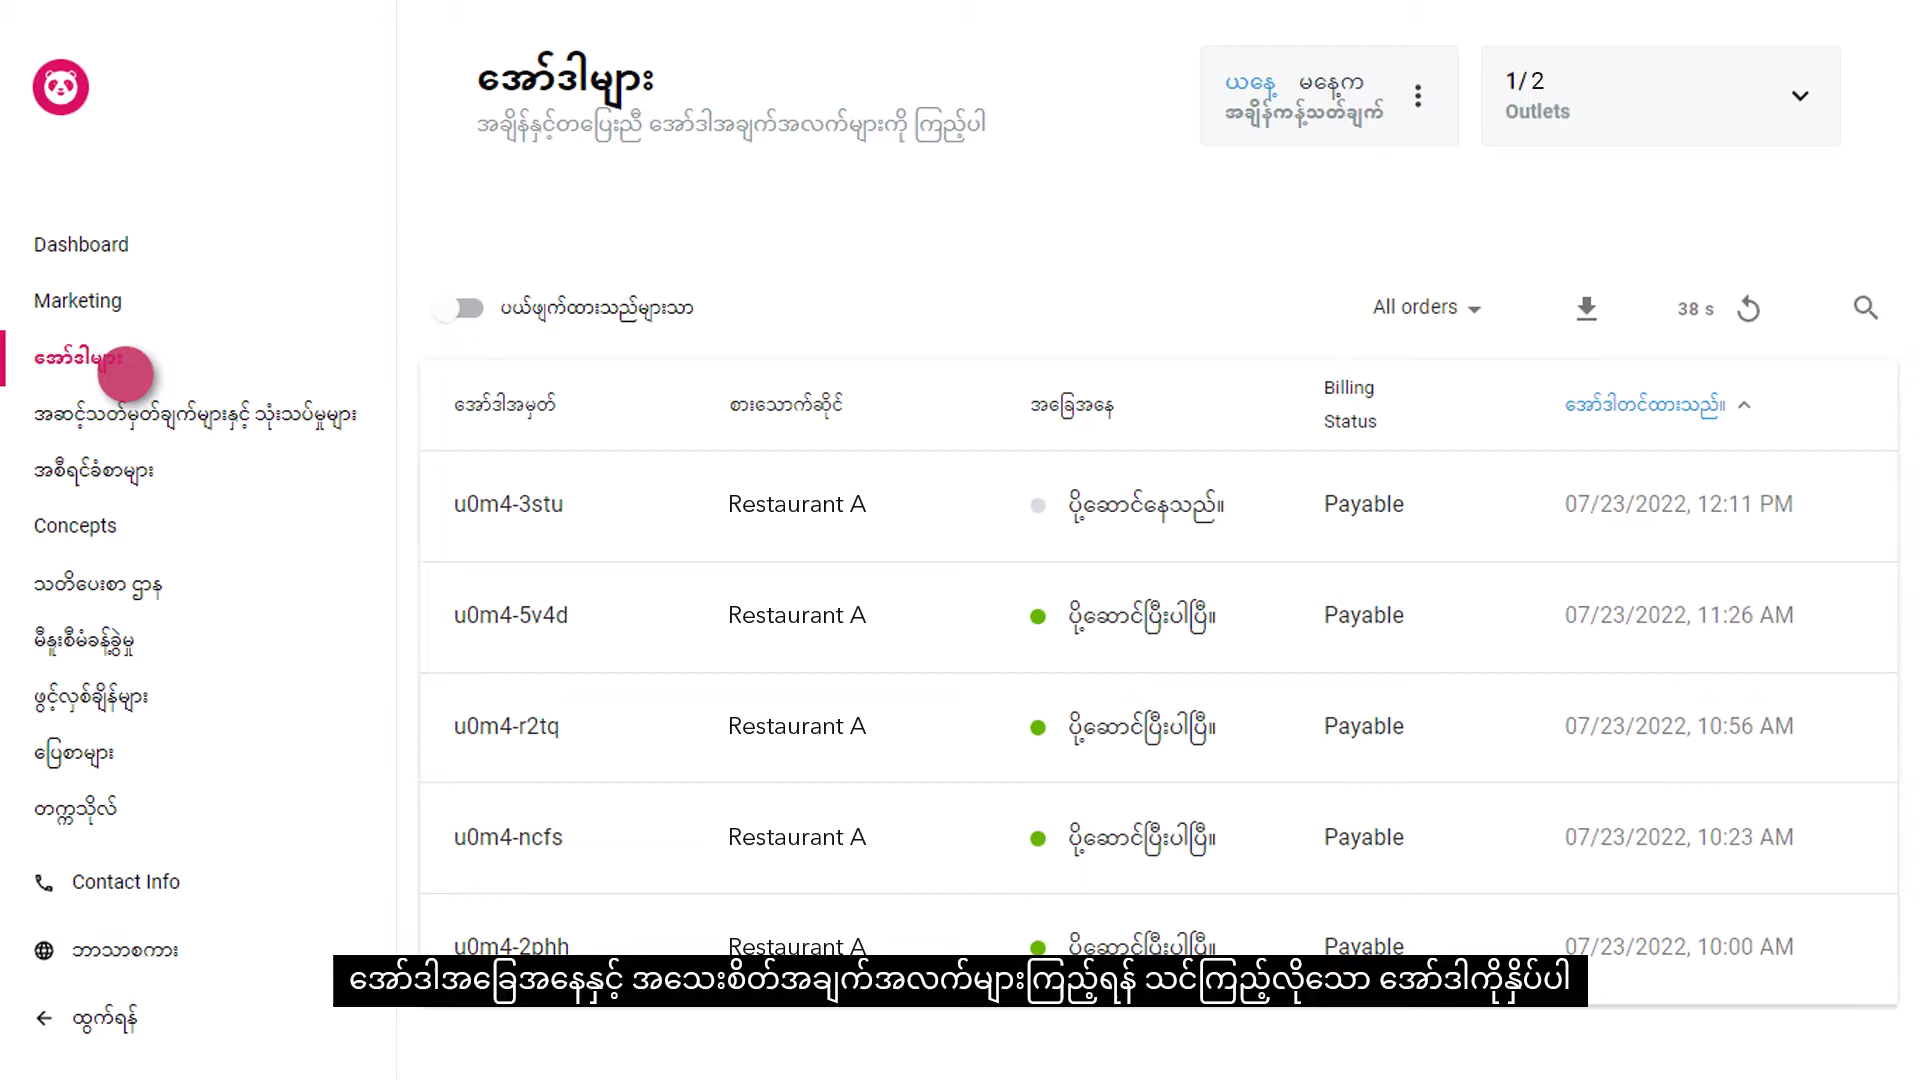 အော်ဒါများ
အချိန်နှင့်တပြေးညီ အော်ဒါအချက်အလက်များကို ကြည့်ပါ
ယနေ့ မနေ့က
အချိန်ကန့်သတ်ချက်
1/ 2
Outlets
Dashboard
Marketing
အော်ဒါများ
အဆင့်သတ်မှတ်ချက်များနှင့် သုံးသပ်မှုများ
အစီရင်ခံစာများ
Concepts
သတိပေးစာ ဌာန
မီနူးစီမံခန့်ခွဲမှု
ဖွင့်လှစ်ချိန်များ
ပြေစာများ
တက္ကသိုလ်
Contact Info
ဘာသာစကား
ထွက်ရန်
ပယ်ဖျက်ထားသည်များသာ
All orders
38 s
အော်ဒါအမှတ် စားသောက်ဆိုင် အခြေအနေ Billing Status အော်ဒါတင်ထားသည်။
u0m4-3stu Restaurant A ပို့ဆောင်နေသည်။ Payable 07/23/2022, 12:11 PM
u0m4-5v4d Restaurant A ပို့ဆောင်ပြီးပါပြီ။ Payable 07/23/2022, 11:26 AM
u0m4-r2tq Restaurant A ပို့ဆောင်ပြီးပါပြီ။ Payable 07/23/2022, 10:56 AM
u0m4-ncfs Restaurant A ပို့ဆောင်ပြီးပါပြီ။ Payable 07/23/2022, 10:23 AM
u0m4-2phh Restaurant A ပို့ဆောင်ပြီးပါပြီ။ Payable 07/23/2022, 10:00 AM
အော်ဒါအခြေအနေနှင့် အသေးစိတ်အချက်အလက်များကြည့်ရန် သင်ကြည့်လိုသော အော်ဒါကိုနှိပ်ပါ